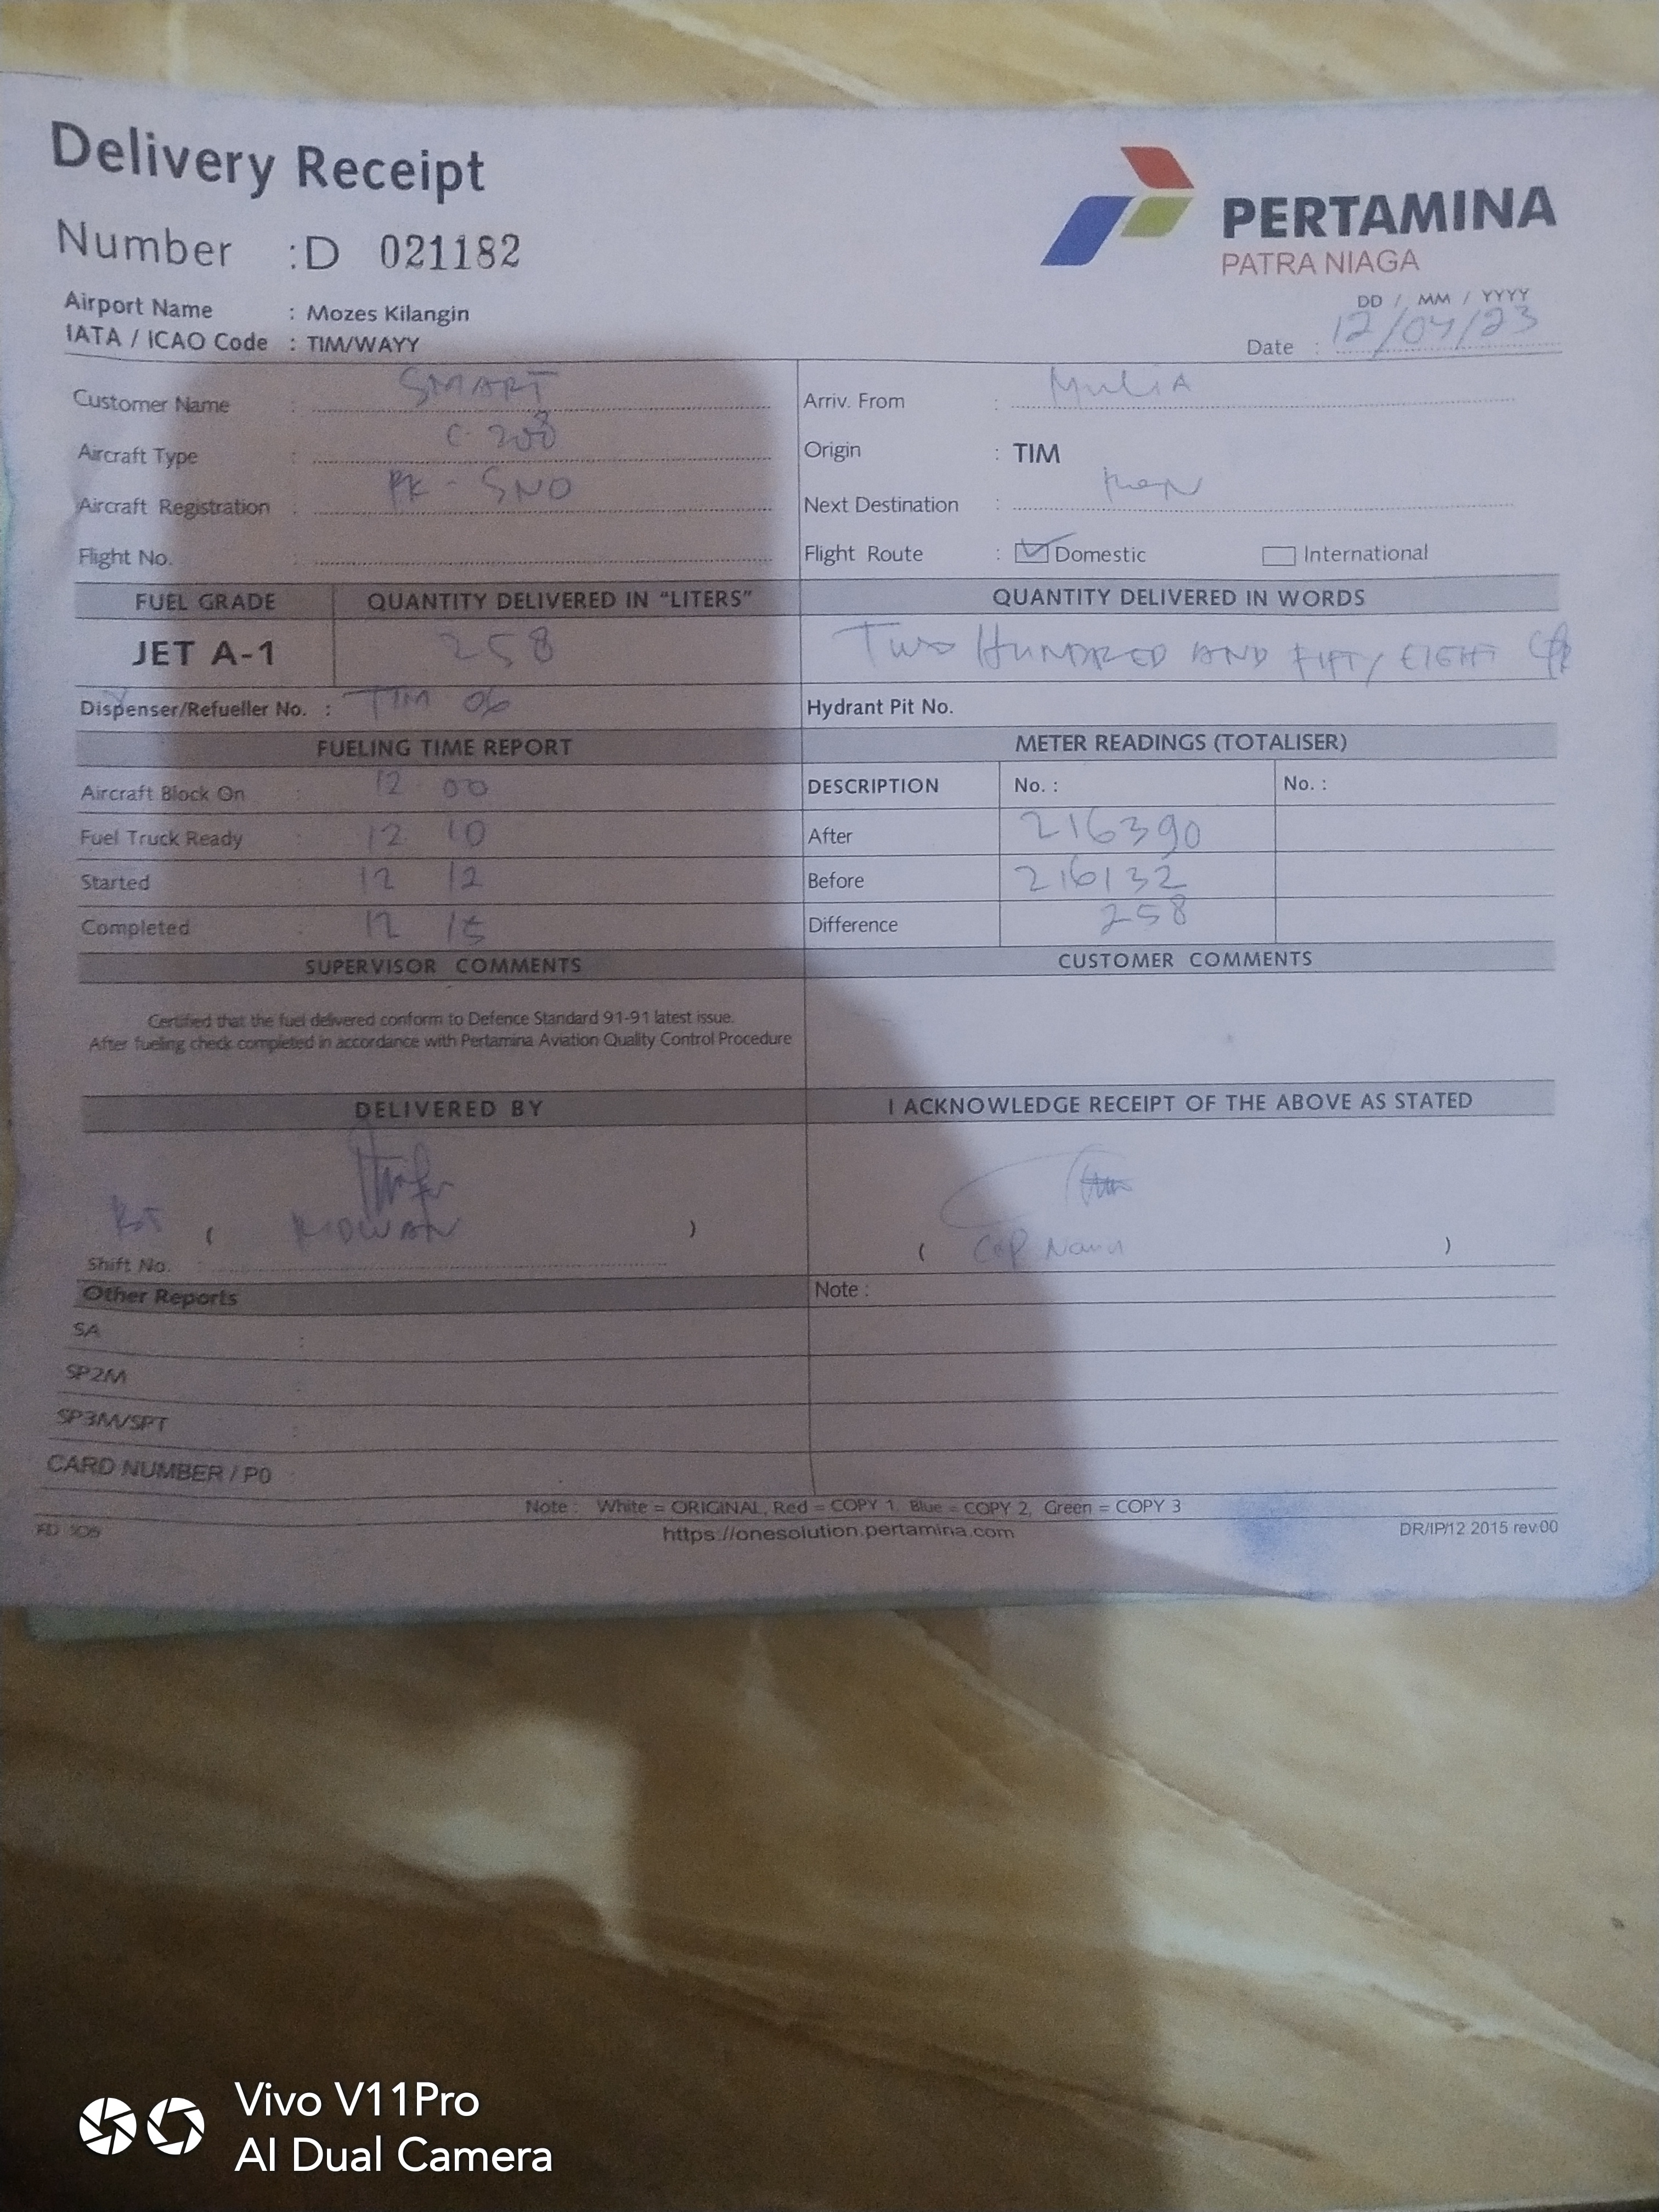 Delivery Receipt
Number : D 021182
PERTAMINA
PATRA NIAGA
Airport Name : Mozes Kilangin
IATA / ICAO Code : TIM/WAYY
DD / MM / YYYY
Date : 12/04/23
Customer Name : SMART
Arriv. From : MuliA
Aircraft Type : C 208
Origin : TIM
Aircraft Registration : PK - SNO
Next Destination :
Flight No. :
Flight Route : Domestic International
FUEL GRADE QUANTITY DELIVERED IN “LITERS” QUANTITY DELIVERED IN WORDS
JET A-1 258 TWO HUNDRED AND FIFTY EIGHT
Dispenser/Refueller No. : TIM 06 Hydrant Pit No.
FUELING TIME REPORT METER READINGS (TOTALISER)
Aircraft Block On : 12 00 DESCRIPTION No. : No. :
Fuel Truck Ready : 12 10 After 216390
Started : 12 12 Before 216132
Completed : 12 15 Difference 258
SUPERVISOR COMMENTS CUSTOMER COMMENTS
Certified that the fuel delivered conform to Defence Standard 91-91 latest issue.
After fueling check completed in accordance with Pertamina Aviation Quality Control Procedure
DELIVERED BY I ACKNOWLEDGE RECEIPT OF THE ABOVE AS STATED
( RIDWAN ) ( Cap )
Shift No. :
Other Reports Note :
SA :
SP2M
SP3M/SPT :
CARD NUMBER / P0
Note : White = ORIGINAL, Red = COPY 1, Blue = COPY 2, Green = COPY 3
https://onesolution.pertamina.com
DR/IP/12 2015 rev.00
Vivo V11Pro
AI Dual Camera